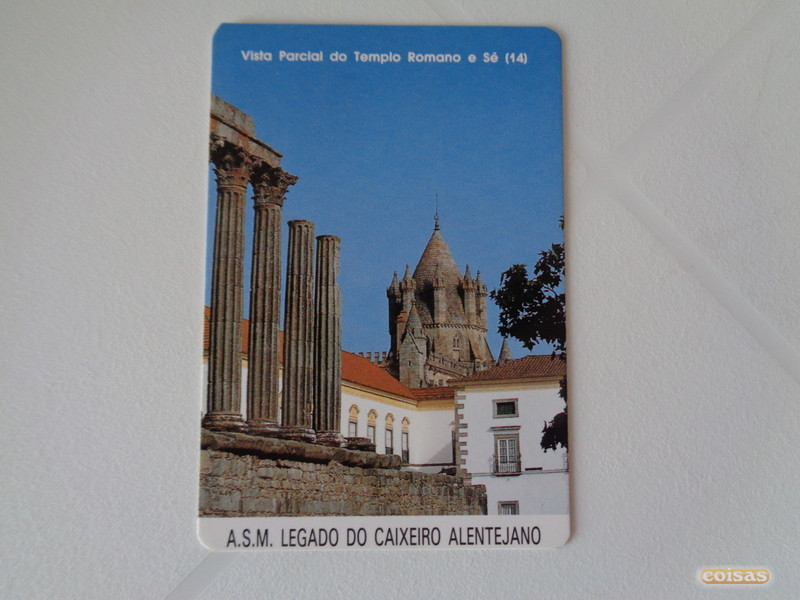 Vista Parcial do Templo Romano e Sé (14)
A.S.M. LEGADO DO CAIXEIRO ALENTEJANO
coisas